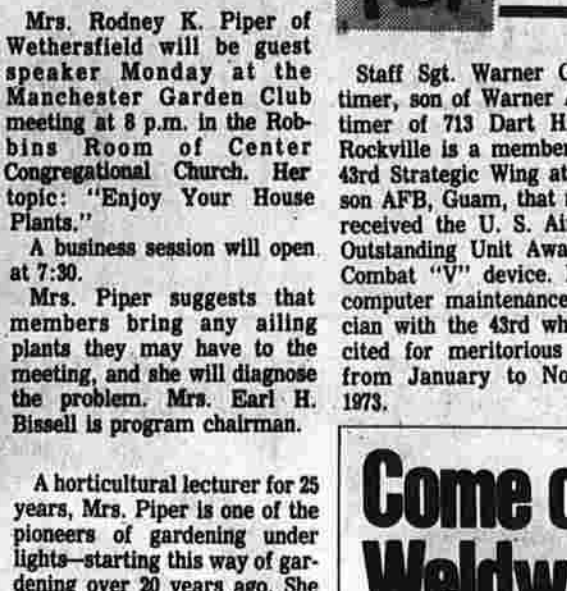 Mrs. Rodney K. Piper of
Wethersfield will be guest
speaker Monday at the
Manchester Garden Club
meeting at 8 p.m. in the Rob-
bins Room of Center
Congregational Church. Her
topic: "Enjoy Your House
Plants."
A business session will open
at 7:30.
Mrs. Piper suggests that
members bring any ailing
plants they may have to the
meeting, and she will diagnose
the problem. Mrs. Earl H.
Bissell is program chairman.
A horticultural lecturer for 25
years, Mrs. Piper is one of the
pioneers of gardening under
lights—starting this way of gar-
dening over 20 years ago. She
Staff Sgt. Warner
timer, son of Warner
timer of 713 Dart
Rockville is a member
43rd Strategic Wing at
son AFB, Guam, that
received the U. S.
Outstanding Unit
Combat "V" device.
computer maintenance
cian with the 43rd
cited for meritorious
from January to
1973.
Come